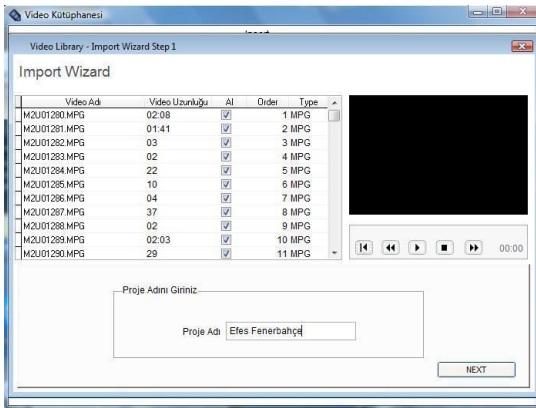 Video Kütüphanesi
Video Library - Import Wizard Step 1
Import Wizard
Video Adı Video Uzunluğu Al Order Type
M2U01280.MPG 02:08 1 MPG
M2U01281.MPG 01:41 2 MPG
M2U01282.MPG 03 3 MPG
M2U01283.MPG 02 4 MPG
M2U01284.MPG 22 5 MPG
M2U01285.MPG 10 6 MPG
M2U01286.MPG 04 7 MPG
M2U01287.MPG 37 8 MPG
M2U01288.MPG 02 9 MPG
M2U01289.MPG 02:03 10 MPG
M2U01290.MPG 29 11 MPG
00:00
Proje Adını Giriniz
Proje Adı Efes Fenerbahçe
NEXT